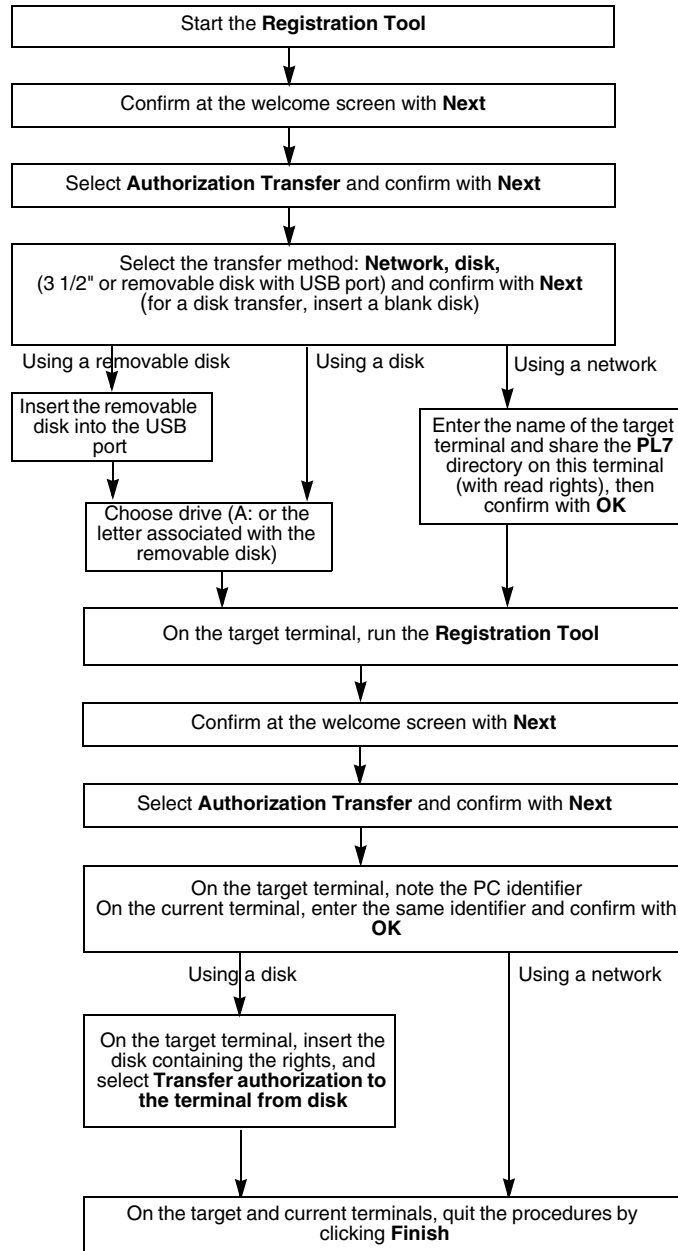 Start the Registration Tool
Confirm at the welcome screen with Next
Select Authorization Transfer and confirm with Next
Select the transfer method: Network, disk,
(3 1/2" or removable disk with USB port) and confirm with Next
(for a disk transfer, insert a blank disk)
Using a removable disk
Using a disk
Using a network
Insert the removable
disk into the USB
port
Enter the name of the target
terminal and share the PL7
directory on this terminal
(with read rights), then
confirm with OK
Choose drive (A: or the
letter associated with the
removable disk)
On the target terminal, run the Registration Tool
Confirm at the welcome screen with Next
Select Authorization Transfer and confirm with Next
On the target terminal, note the PC identifier
On the current terminal, enter the same identifier and confirm with
OK
Using a disk
Using a network
On the target terminal, insert the
disk containing the rights, and
select Transfer authorization to
the terminal from disk
On the target and current terminals, quit the procedures by
clicking Finish